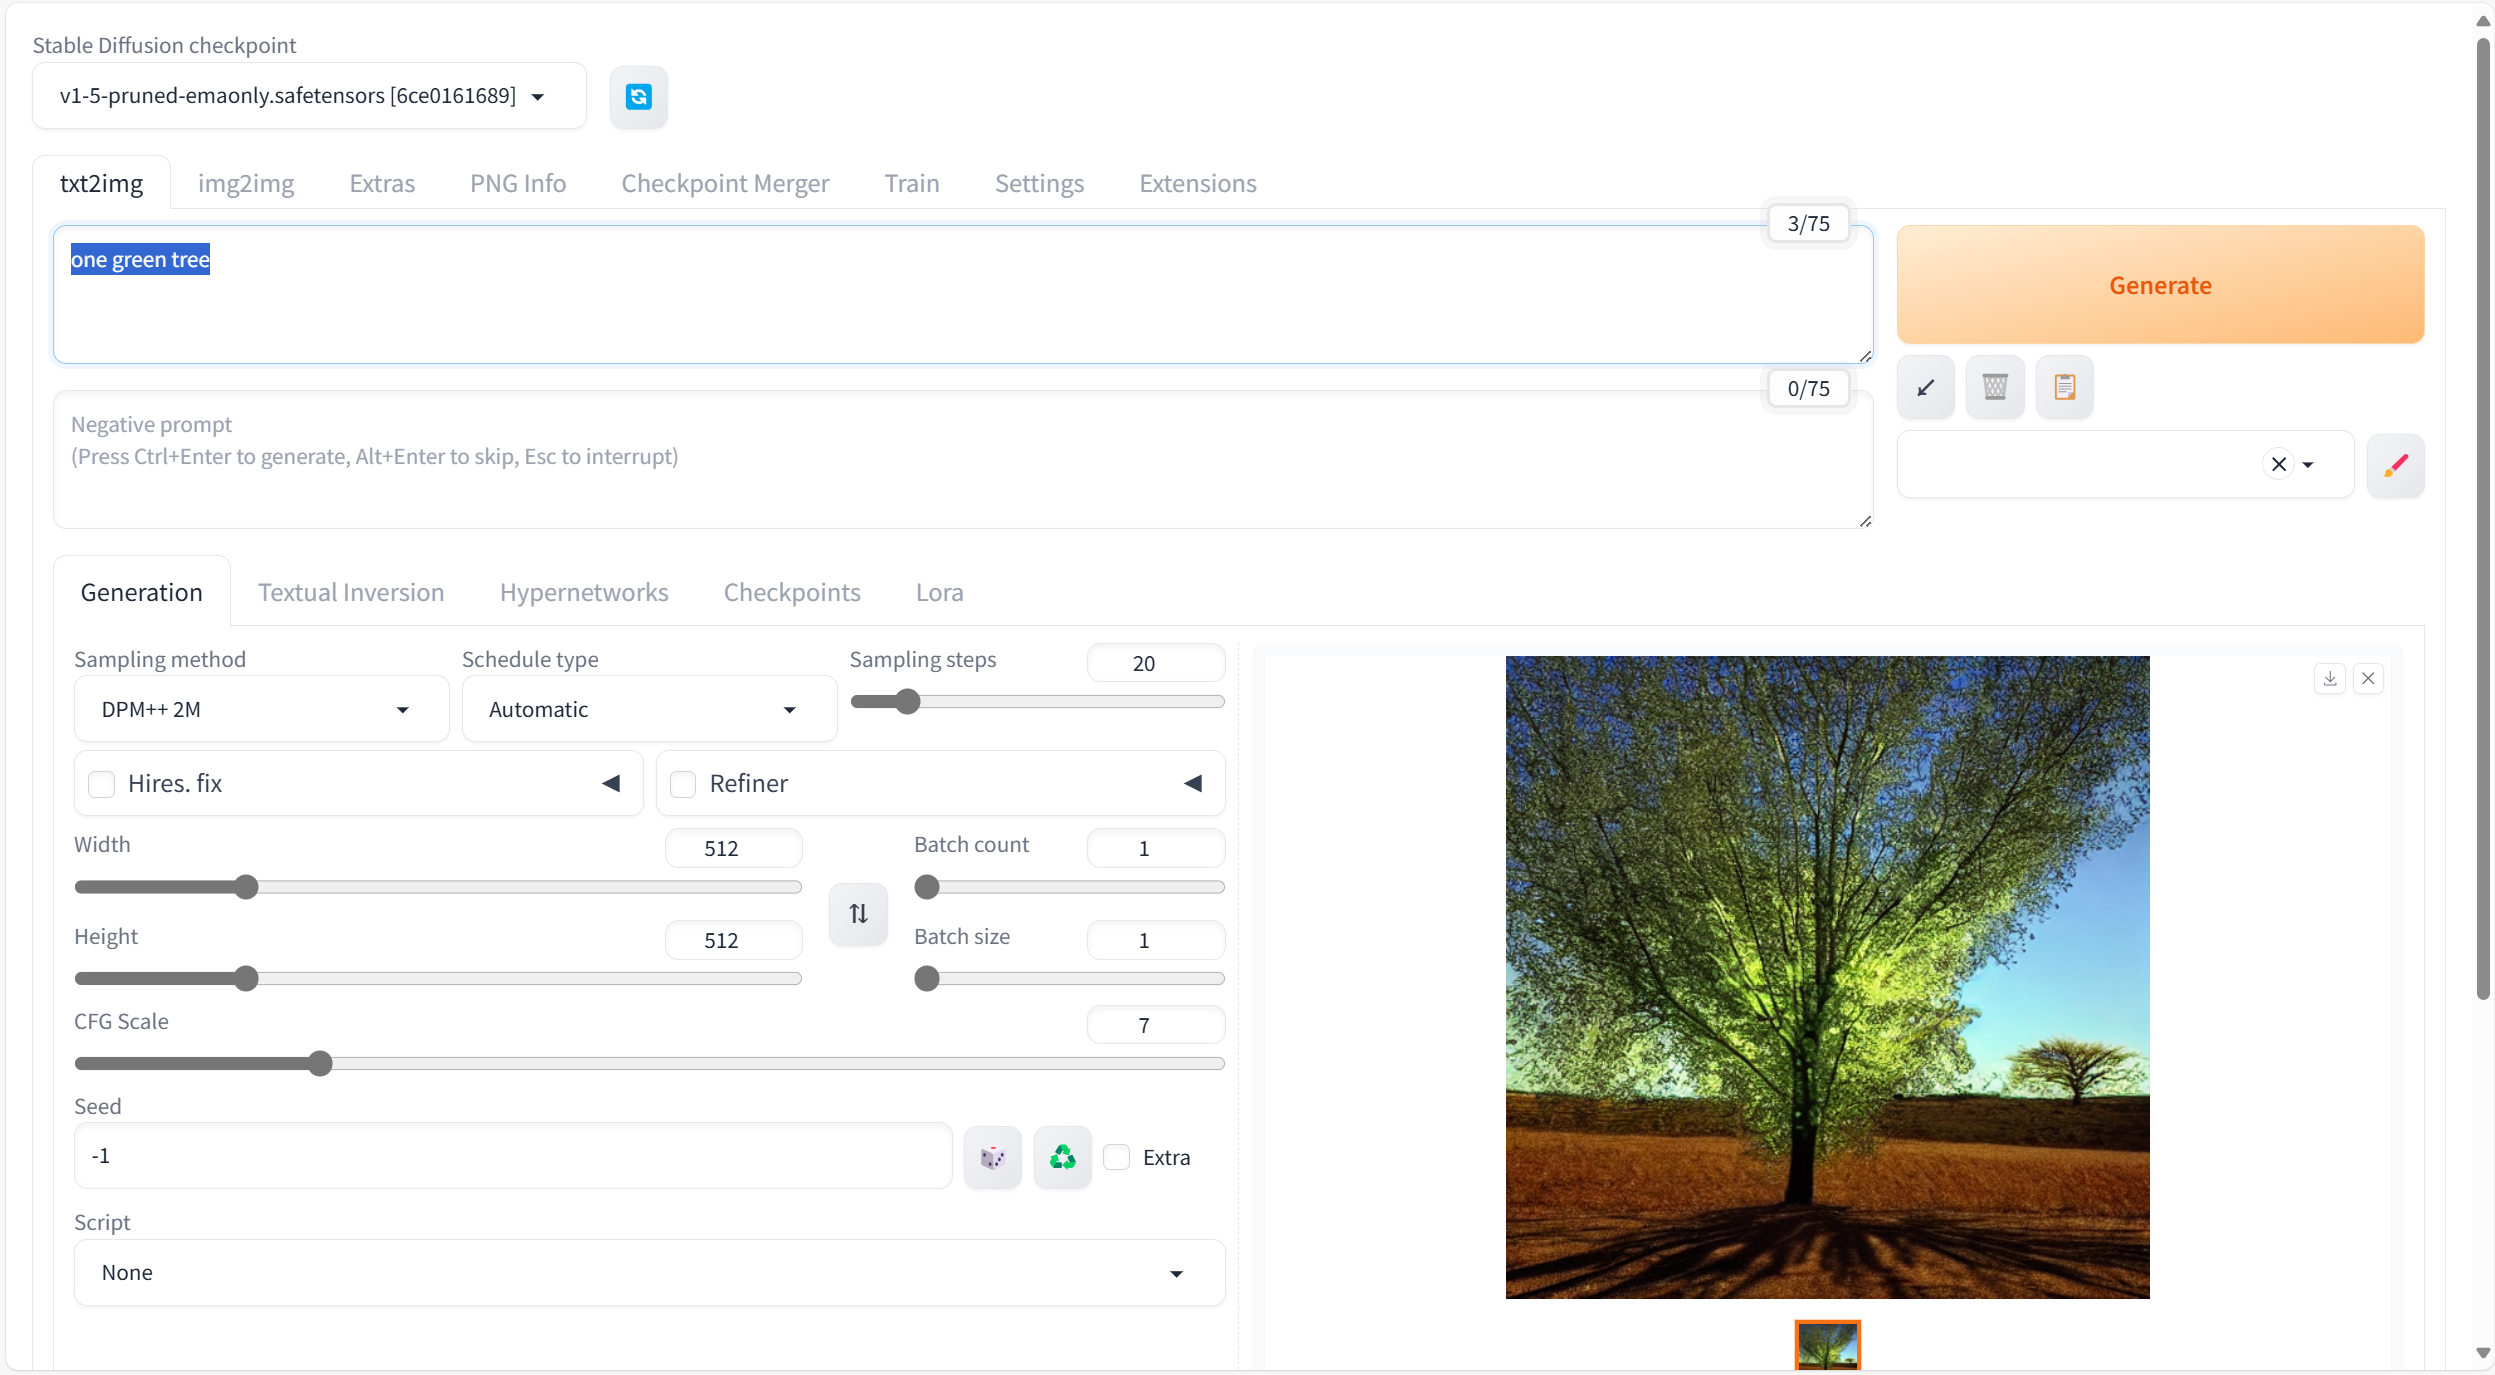 Stable Diffusion checkpoint
v1-5-pruned-emaonly.safetensors [6ce0161689]
txt2img img2img Extras PNG Info Checkpoint Merger Train Settings Extensions
3/75
one green tree
Generate
0/75
Negative prompt
(Press Ctrl+Enter to generate, Alt+Enter to skip, Esc to interrupt)
Generation Textual Inversion Hypernetworks Checkpoints Lora
Sampling method Schedule type Sampling steps 20
DPM++ 2M Automatic
Hires. fix Refiner
Width 512 Batch count 1
Height 512 Batch size 1
CFG Scale 7
Seed
-1 Extra
Script
None